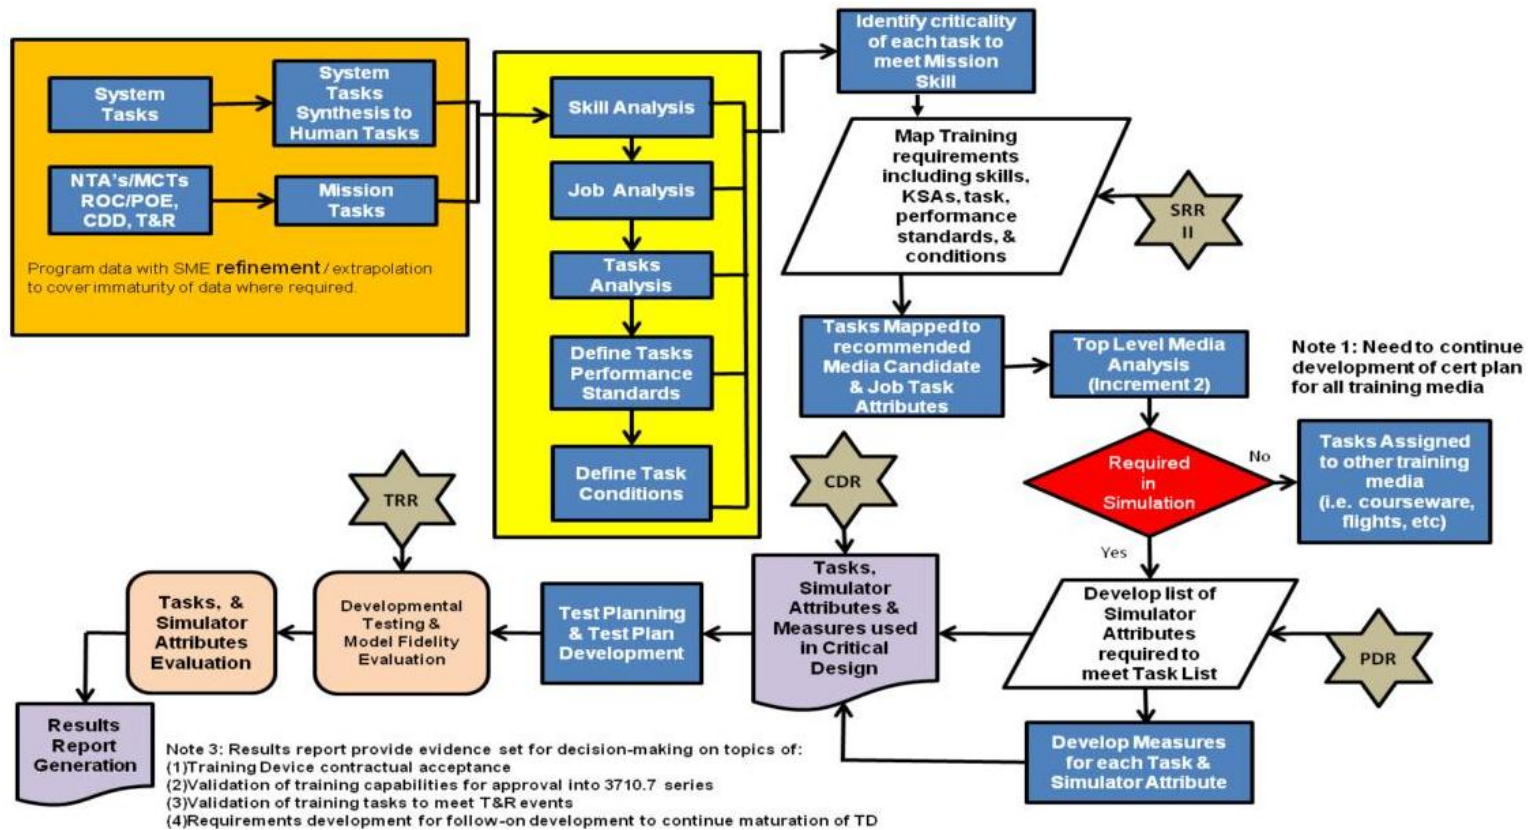 System
Tasks
System
Tasks
Synthesis to
Human Tasks
NTA's/MCTs
ROC/POE,
CDD, T&R
Mission
Tasks
Program data with SME refinement / extrapolation
to cover immaturity of data where required.
Skill Analysis
Job Analysis
Tasks
Analysis
Define Tasks
Performance
Standards
Define Task
Conditions
Identify criticality
of each task to
meet Mission
Skill
Map Training
requirements
including skills,
KSAs, task,
performance
standards, &
conditions
SRR
II
Tasks Mapped to
recommended
Media Candidate
& Job Task
Attributes
Top Level Media
Analysis
(Increment 2)
Note 1: Need to continue
development of cert plan
for all training media
Required
in
Simulation
No
Tasks Assigned
to other training
media
(i.e. courseware,
flights, etc)
Yes
Develop list of
Simulator
Attributes
required to
meet Task List
PDR
Develop Measures
for each Task &
Simulator Attribute
CDR
Tasks,
Simulator
Attributes &
Measures used
in Critical
Design
Test Planning
& Test Plan
Development
TRR
Developmental
Testing &
Model Fidelity
Evaluation
Tasks, &
Simulator
Attributes
Evaluation
Results
Report
Generation
Note 3: Results report provide evidence set for decision-making on topics of:
(1)Training Device contractual acceptance
(2)Validation of training capabilities for approval into 3710.7 series
(3)Validation of training tasks to meet T&R events
(4)Requirements development for follow-on development to continue maturation of TD